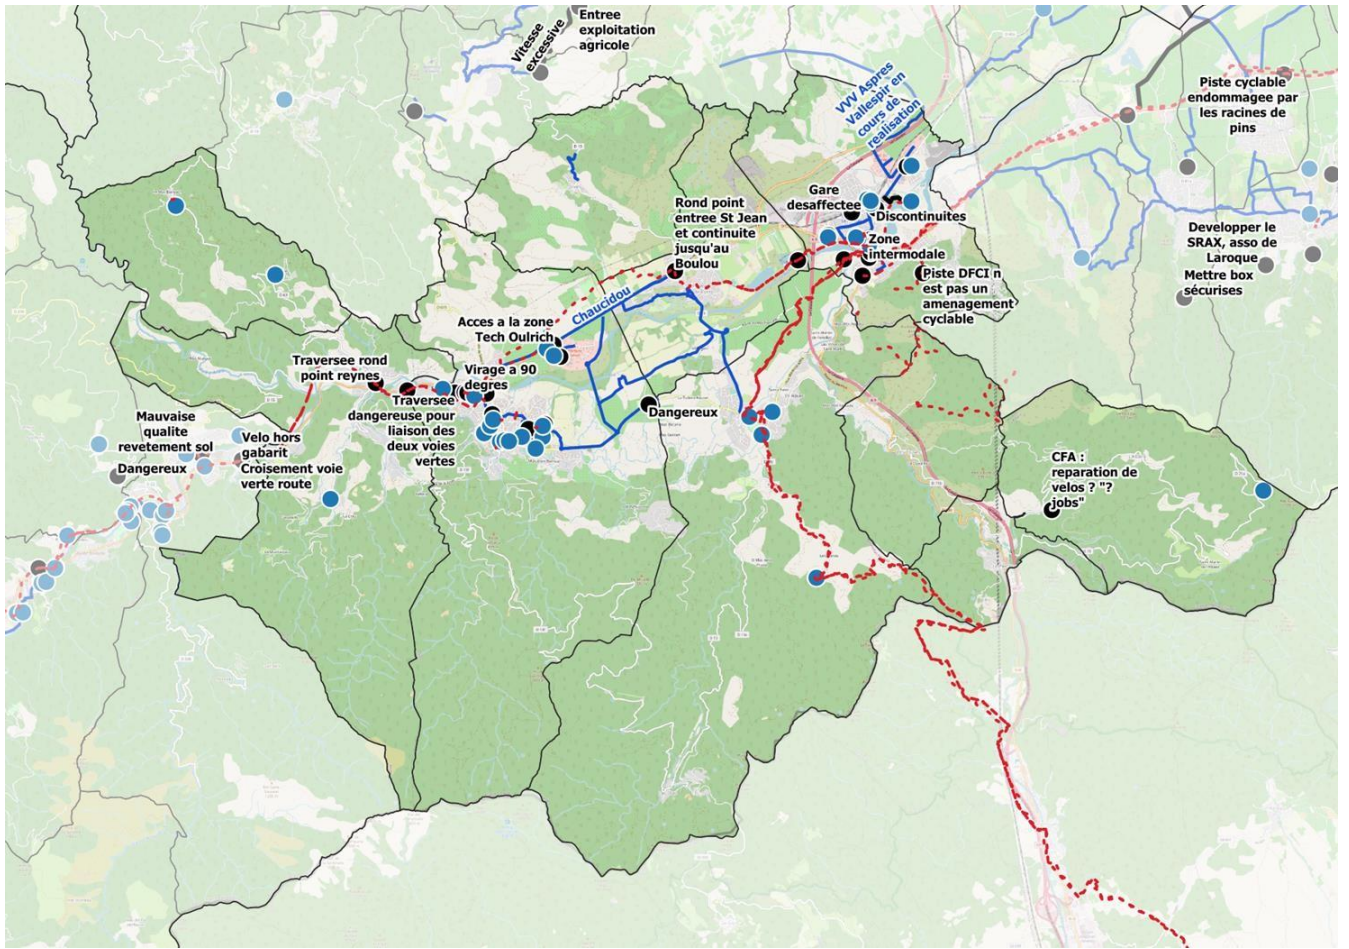 Entree
exploitation
agricole
Vitesse
excessive
VVV Aspres
Vallespir en
cours de
realisation
Piste cyclable
endommagee par
les racines de
pins
Gare
desaffectee
Discontinuites
Rond point
entree St Jean
et continuite
jusqu'au
Boulou
Zone
intermodale
Developper le
SRAX, asso de
Laroque
Mettre box
sécurises
Piste DFCI n
est pas un
amenagement
cyclable
Chaucidou
Acces a la zone
Tech Oulrich
Traversee rond
point reynes
Virage a 90
degres
Traversee
dangereuse pour
liaison des
deux voies
vertes
Dangereux
Mauvaise
qualite
revetement sol
Dangereux
Velo hors
gabarit
Croisement voie
verte route
CFA :
reparation de
velos ? "?
jobs"